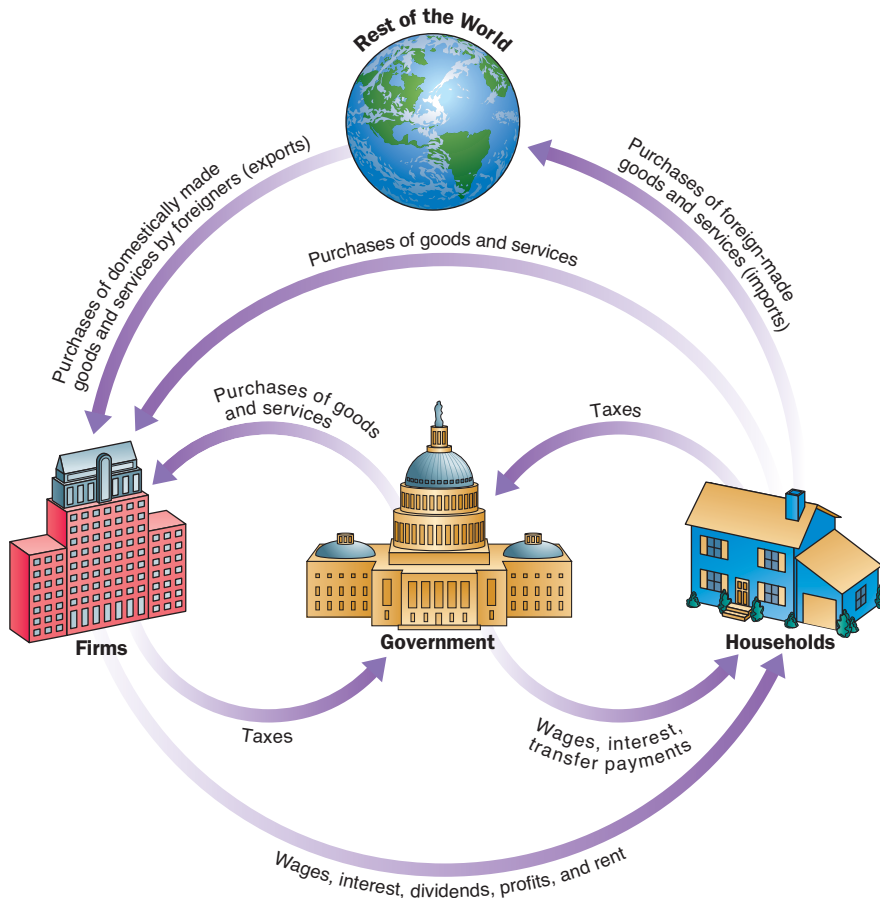 Rest of the World
Purchases of domestically made
goods and services by foreigners (exports)
Purchases of foreign-made
goods and services (imports)
Purchases of goods and services
Purchases of goods
and services
Taxes
Firms
Government
Households
Taxes
Wages, interest,
transfer payments
Wages, interest, dividends, profits, and rent